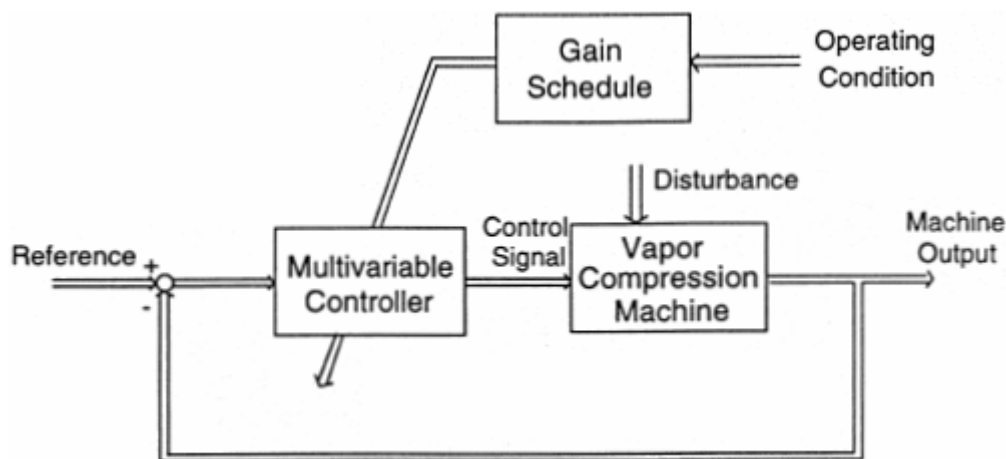 Gain
Schedule
Operating
Condition
Disturbance
Reference
+
-
Multivariable
Controller
Control
Signal
Vapor
Compression
Machine
Machine
Output